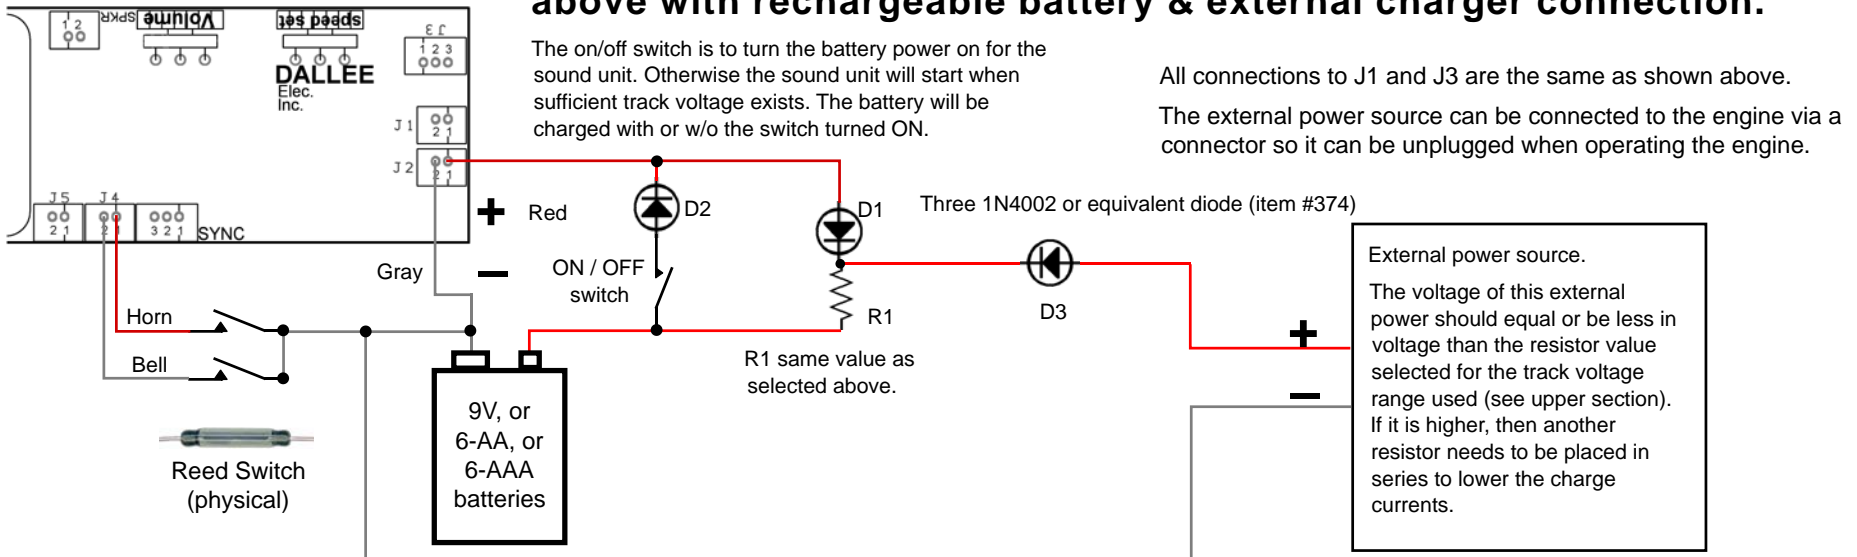 above with rechargeable battery & external charger connection.
SPKR
Volume
speed set
J3
1 2
1 2 3
DALLEE
Elec.
Inc.
The on/off switch is to turn the battery power on for the
sound unit. Otherwise the sound unit will start when
sufficient track voltage exists. The battery will be
charged with or w/o the switch turned ON.
All connections to J1 and J3 are the same as shown above.
The external power source can be connected to the engine via a
connector so it can be unplugged when operating the engine.
J1
2 1
J2
2 1
J5
J4
2 1
2 1
3 2 1
SYNC
+
Red
D2
D1
Three 1N4002 or equivalent diode (item #374)
Gray
−
ON / OFF
switch
D3
Horn
Bell
R1
R1 same value as
selected above.
9V, or
6-AA, or
6-AAA
batteries
Reed Switch
(physical)
+
−
External power source.
The voltage of this external
power should equal or be less in
voltage than the resistor value
selected for the track voltage
range used (see upper section).
If it is higher, then another
resistor needs to be placed in
series to lower the charge
currents.